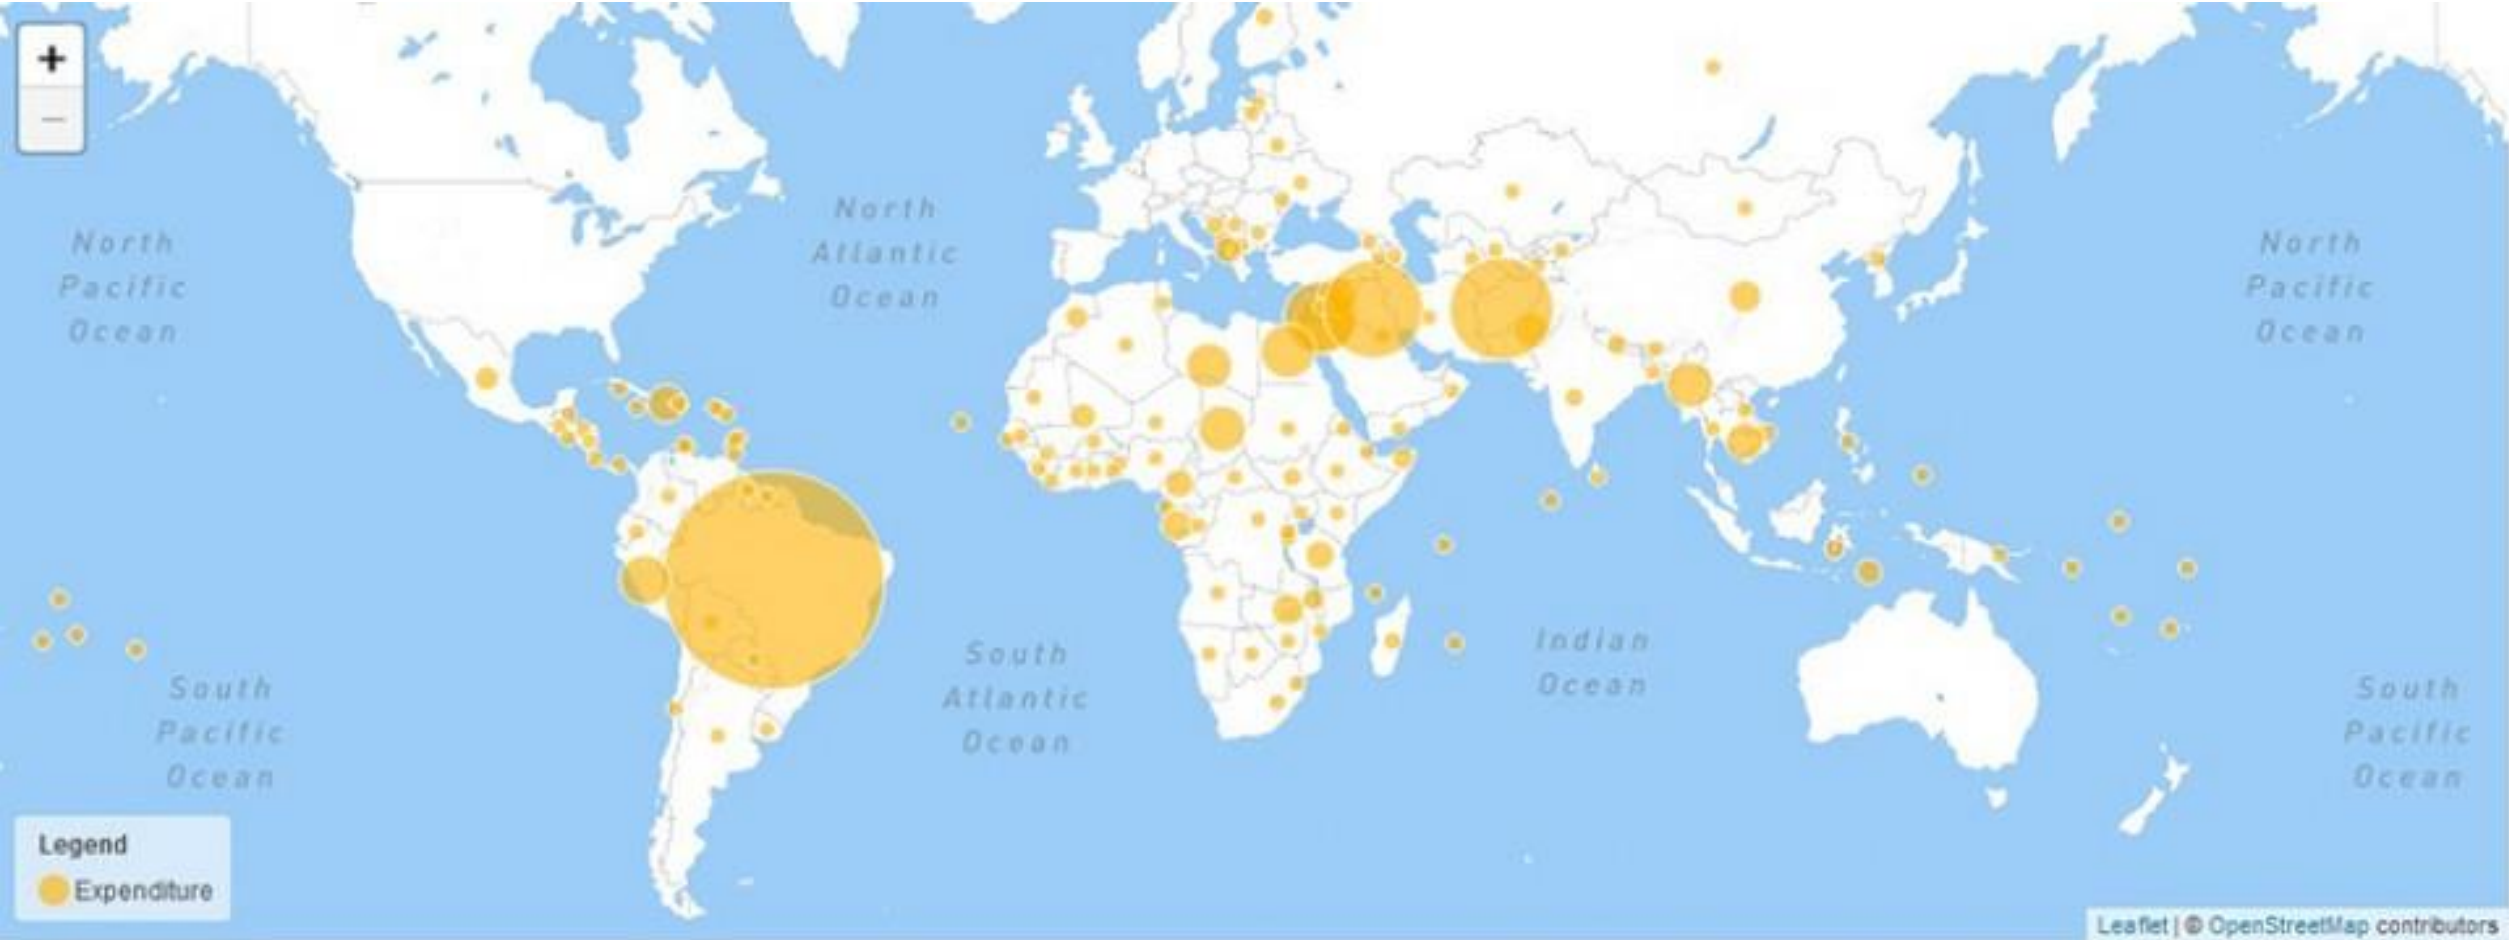 +
−
North
Pacific
Ocean
North
Atlantic
Ocean
North
Pacific
Ocean
South
Pacific
Ocean
South
Atlantic
Ocean
Indian
Ocean
South
Pacific
Ocean
Legend
Expenditure
Leaflet | © OpenStreetMap contributors